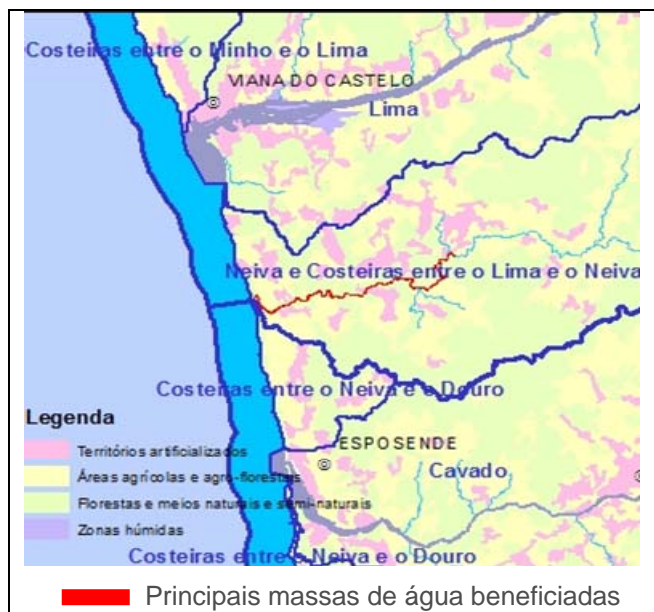 Costeiras entre o Minho e o Lima
VIANA DO CASTELO
Lima
Neiva e Costeiras entre o Lima e o Neiva
Costeiras entre o Neiva e o Douro
Legenda
ESPOSENDE
Territórios artificializados
Cavado
Áreas agrícolas e agro-florestais
Florestas e meios naturais e semi-naturais
Zonas húmidas
Costeiras entre o Neiva e o Douro
Principais massas de água beneficiadas